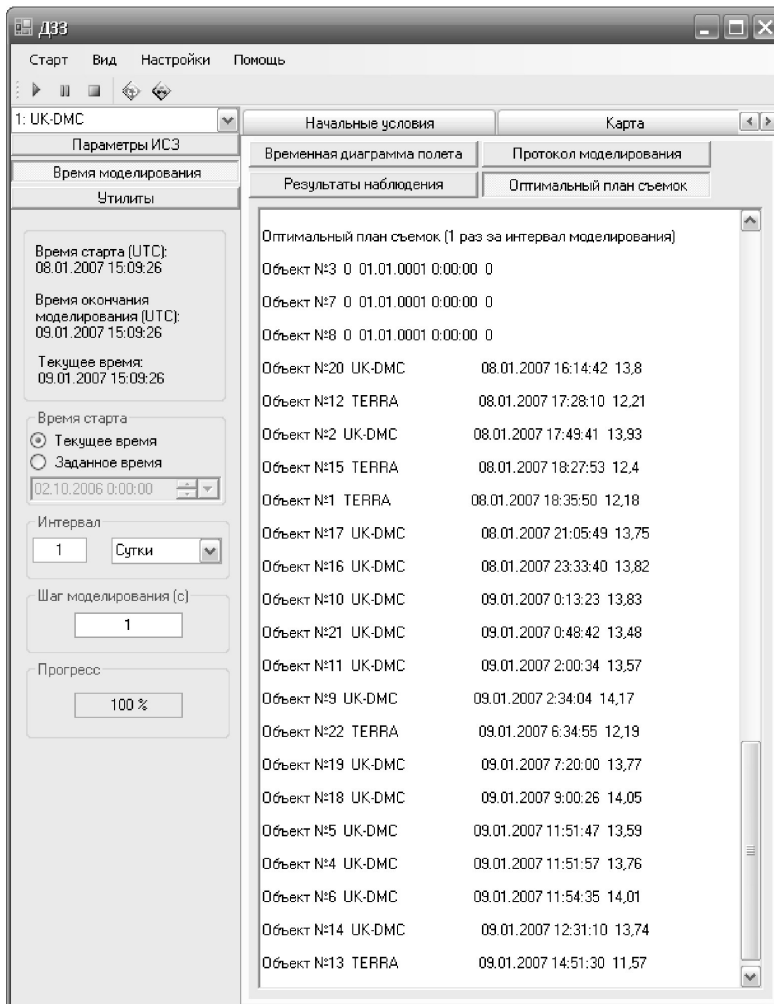 ДЗЗ
Старт Вид Настройки Помощь
1: UK-DMC
Параметры ИСЗ
Время моделирования
Утилиты
Время старта (UTC):
08.01.2007 15:09:26
Время окончания
моделирования (UTC):
09.01.2007 15:09:26
Текущее время:
09.01.2007 15:09:26
Время старта
Текущее время
Заданное время
02.10.2006 0:00:00
Интервал
1 Сутки
Шаг моделирования (с)
1
Прогресс
100 %
Начальные условия Карта
Временная диаграмма полета Протокол моделирования
Результаты наблюдения Оптимальный план съемок
Оптимальный план съемок (1 раз за интервал моделирования)
Объект №3 0 01.01.0001 0:00:00 0
Объект №7 0 01.01.0001 0:00:00 0
Объект №8 0 01.01.0001 0:00:00 0
Объект №20 UK-DMC 08.01.2007 16:14:42 13,8
Объект №12 TERRA 08.01.2007 17:28:10 12,21
Объект №2 UK-DMC 08.01.2007 17:49:41 13,93
Объект №15 TERRA 08.01.2007 18:27:53 12,4
Объект №1 TERRA 08.01.2007 18:35:50 12,18
Объект №17 UK-DMC 08.01.2007 21:05:49 13,75
Объект №16 UK-DMC 08.01.2007 23:33:40 13,82
Объект №10 UK-DMC 09.01.2007 0:13:23 13,83
Объект №21 UK-DMC 09.01.2007 0:48:42 13,48
Объект №11 UK-DMC 09.01.2007 2:00:34 13,57
Объект №9 UK-DMC 09.01.2007 2:34:04 14,17
Объект №22 TERRA 09.01.2007 6:34:55 12,19
Объект №19 UK-DMC 09.01.2007 7:20:00 13,77
Объект №18 UK-DMC 09.01.2007 9:00:26 14,05
Объект №5 UK-DMC 09.01.2007 11:51:47 13,59
Объект №4 UK-DMC 09.01.2007 11:51:57 13,76
Объект №6 UK-DMC 09.01.2007 11:54:35 14,01
Объект №14 UK-DMC 09.01.2007 12:31:10 13,74
Объект №13 TERRA 09.01.2007 14:51:30 11,57